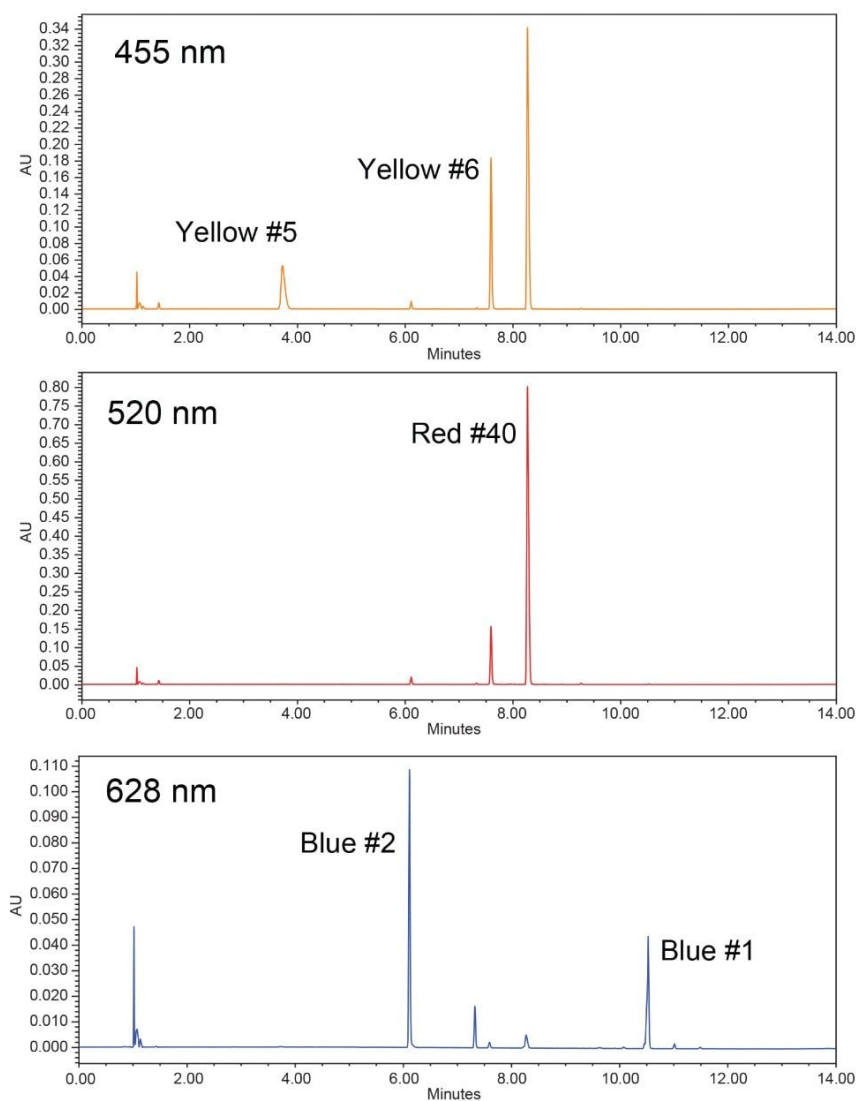 455 nm
0.34
0.32
0.30
0.28
0.26
0.24
0.22
0.20
0.18
0.16
0.14
0.12
0.10
0.08
0.06
0.04
0.02
0.00
AU
Yellow #5
Yellow #6
0.00 2.00 4.00 6.00 8.00 10.00 12.00 14.00
Minutes
520 nm
0.80
0.75
0.70
0.65
0.60
0.55
0.50
0.45
0.40
0.35
0.30
0.25
0.20
0.15
0.10
0.05
0.00
AU
Red #40
0.00 2.00 4.00 6.00 8.00 10.00 12.00 14.00
Minutes
628 nm
0.110
0.100
0.090
0.080
0.070
0.060
0.050
0.040
0.030
0.020
0.010
0.000
AU
Blue #2
Blue #1
0.00 2.00 4.00 6.00 8.00 10.00 12.00 14.00
Minutes